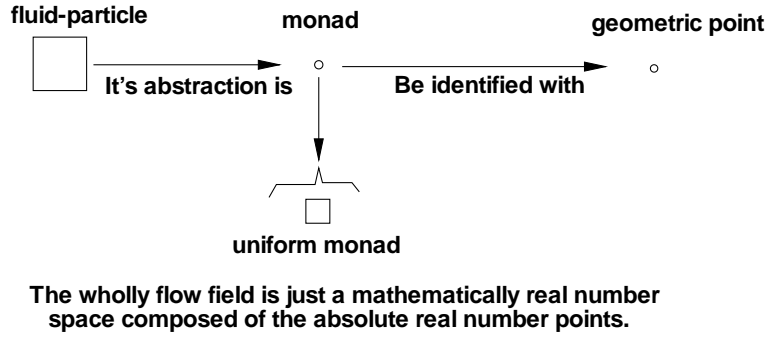 fluid-particle
monad
geometric point
It's abstraction is
Be identified with
uniform monad
The wholly flow field is just a mathematically real number
space composed of the absolute real number points.